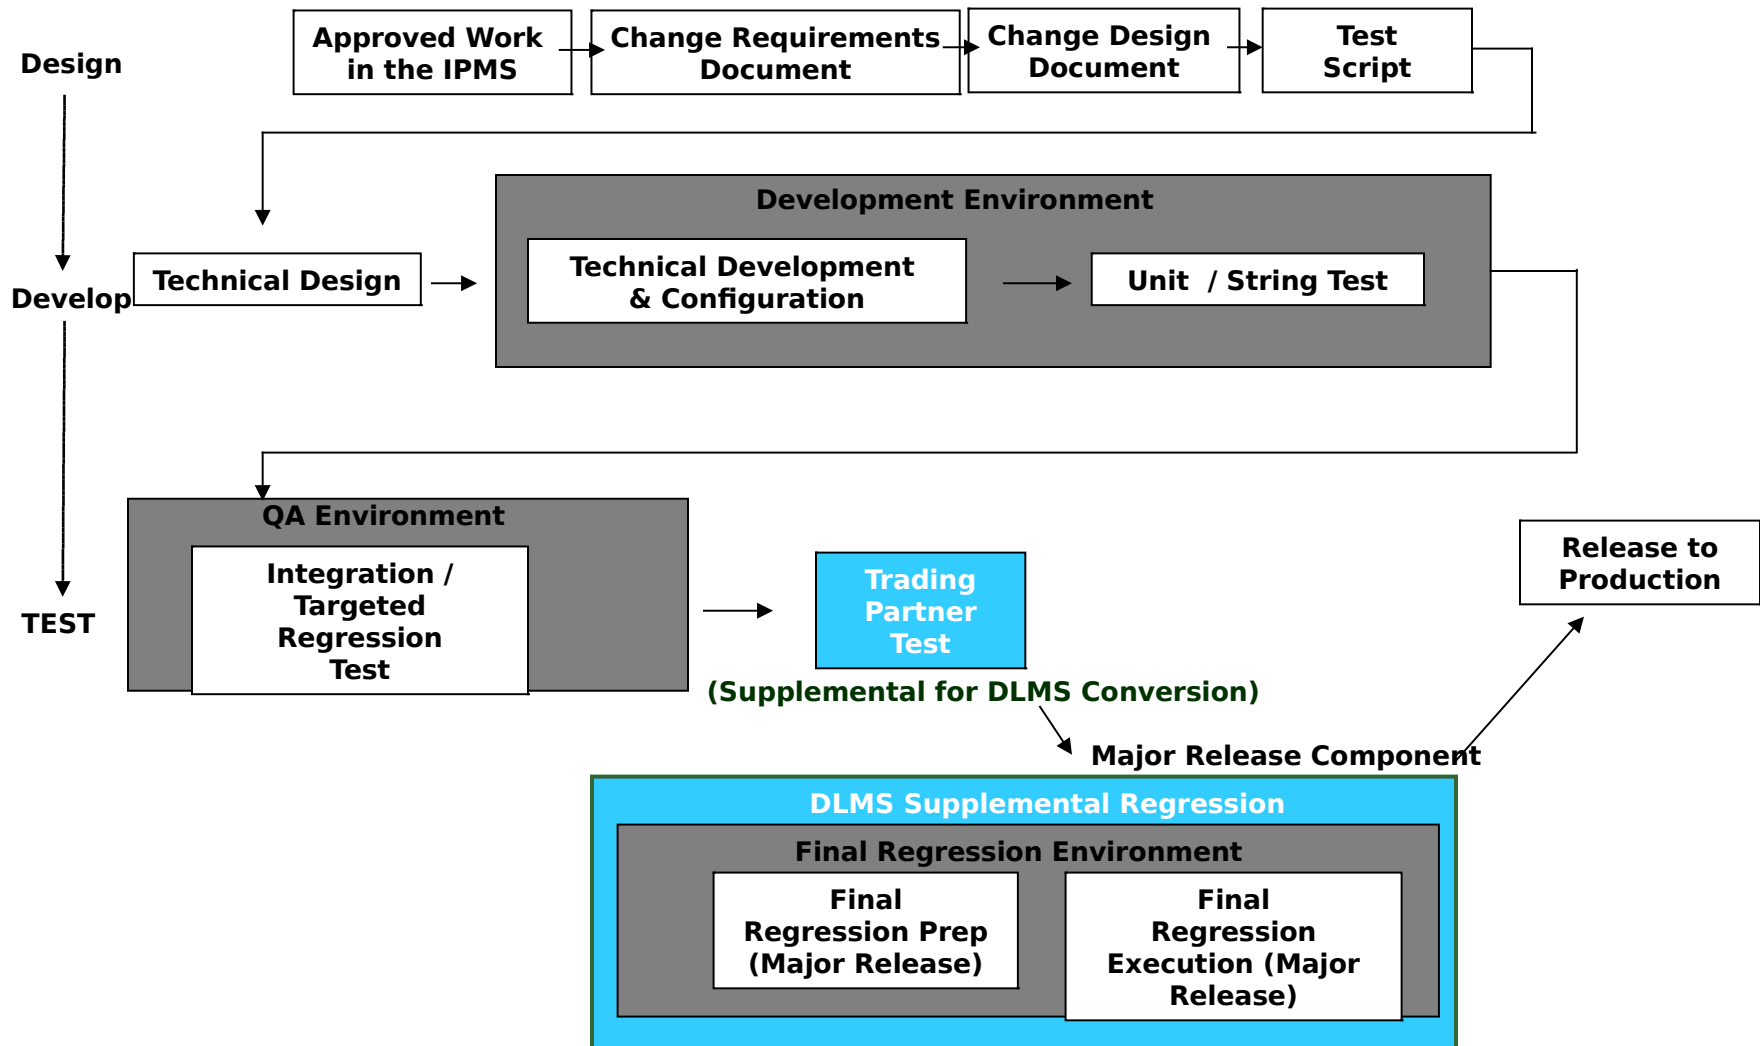 Design
Approved Work
in the IPMS
Change Requirements
Document
Change Design
Document
Test
Script
Development Environment
Develop
Technical Design
Technical Development
& Configuration
Unit / String Test
QA Environment
Integration /
Targeted
Regression
Test
TEST
Trading
Partner
Test
(Supplemental for DLMS Conversion)
Release to
Production
Major Release Component
DLMS Supplemental Regression
Final Regression Environment
Final
Regression Prep
(Major Release)
Final
Regression
Execution (Major
Release)